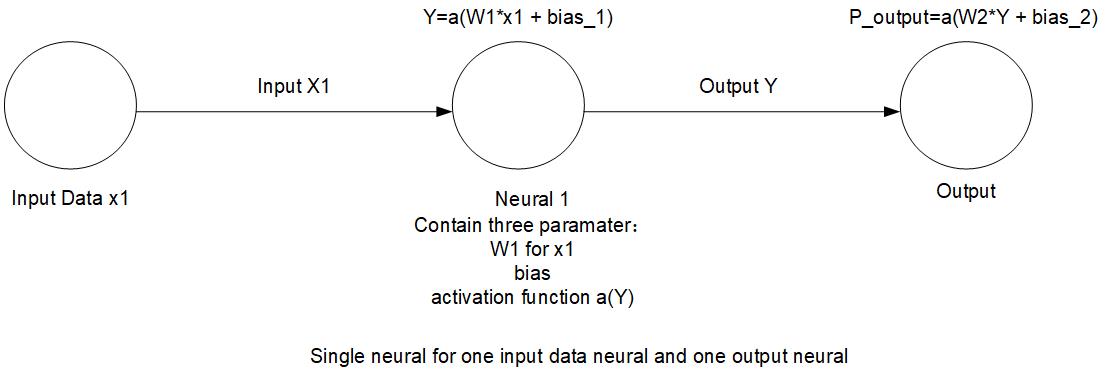 Y=a(W1*x1 + bias_1)
P_output=a(W2*Y + bias_2)
Input X1
Output Y
Input Data x1
Neural 1
Output
Contain three paramater：
W1 for x1
bias
activation function a(Y)
Single neural for one input data neural and one output neural